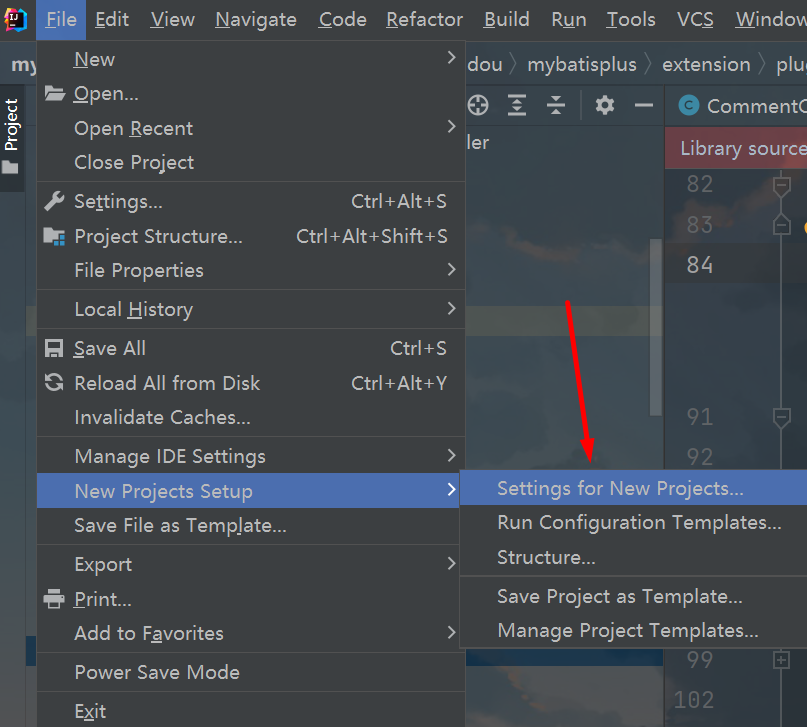 File Edit View Navigate Code Refactor Build Run Tools VCS Window
my
dou mybatisplus extension plu
Project
New
Open...
Open Recent
Close Project
Settings... Ctrl+Alt+S
Project Structure... Ctrl+Alt+Shift+S
File Properties
Local History
Save All Ctrl+S
Reload All from Disk Ctrl+Alt+Y
Invalidate Caches...
Manage IDE Settings
New Projects Setup
Save File as Template...
Export
Print...
Add to Favorites
Power Save Mode
Exit
Settings for New Projects...
Run Configuration Templates...
Structure...
Save Project as Template...
Manage Project Templates...
ler
C CommentC
Library source
82
83
84
91
92
99
102